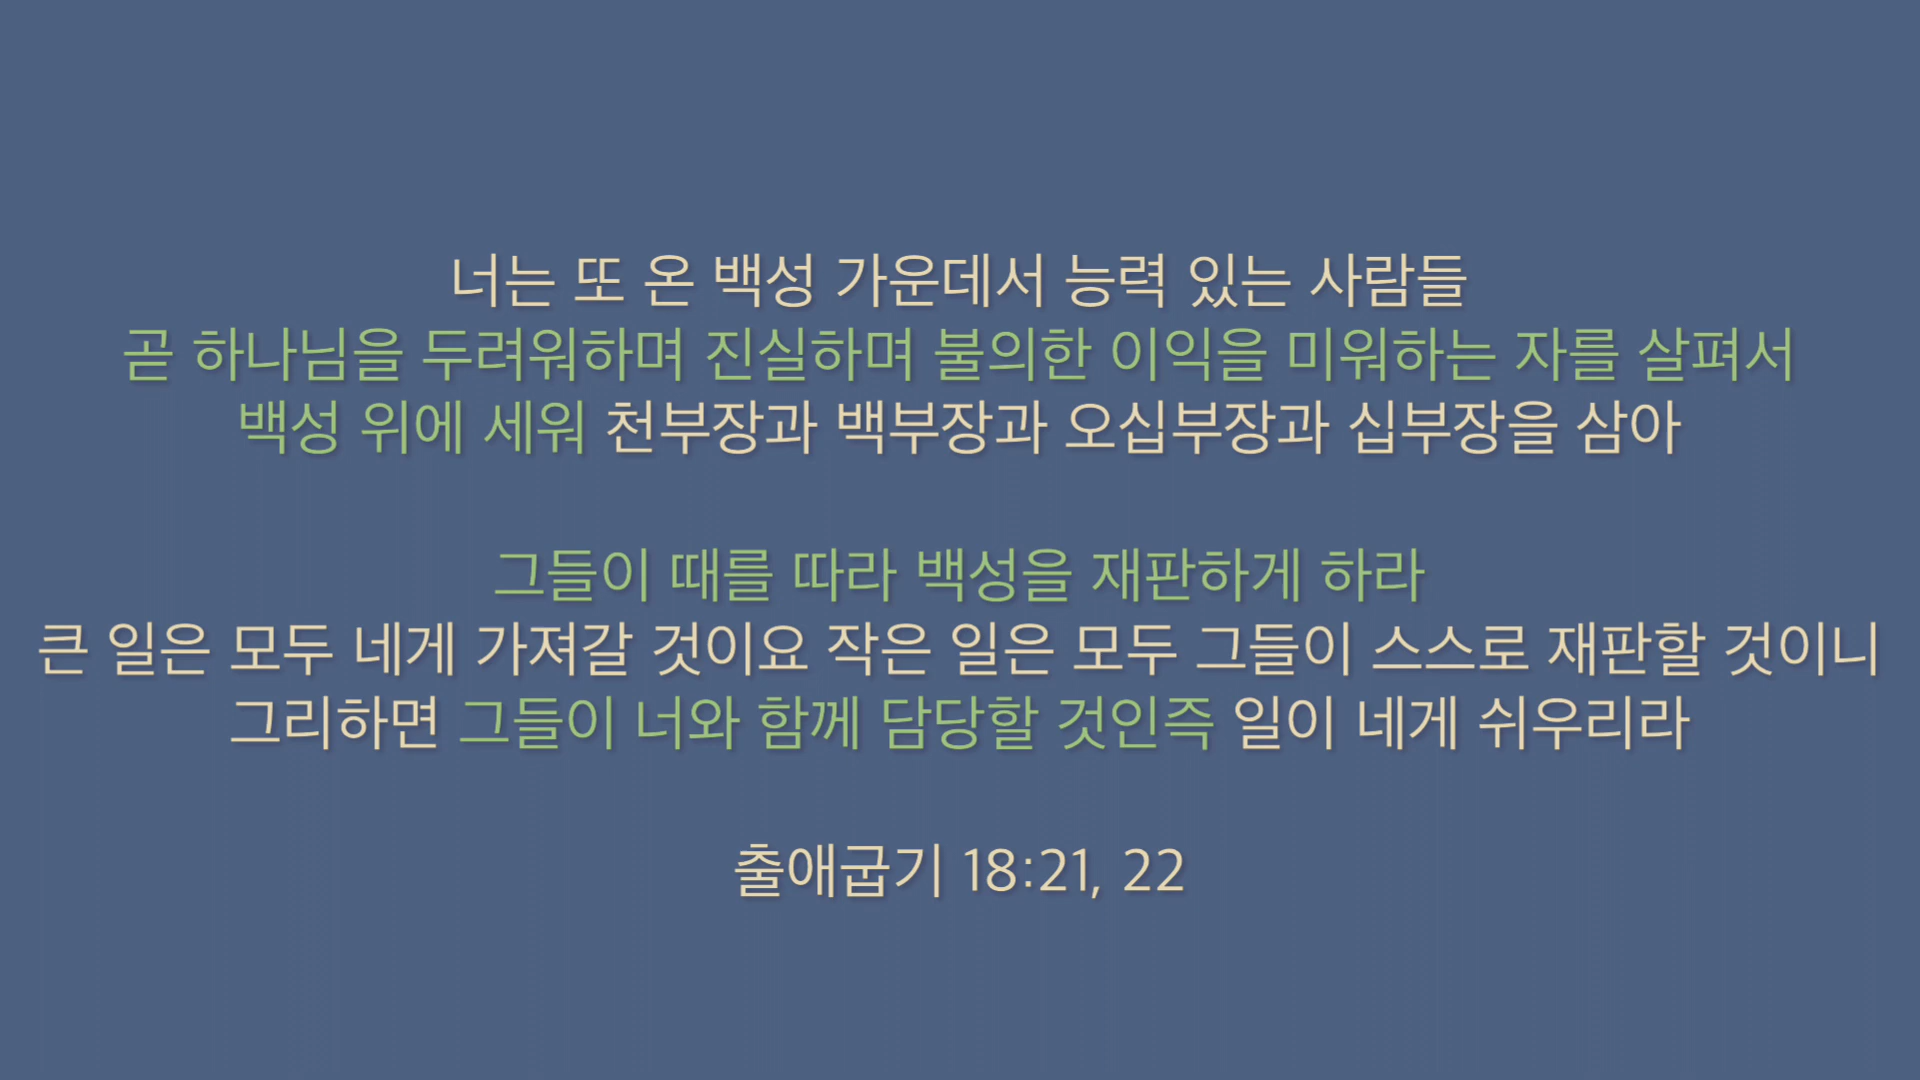 너는 또 온 백성 가운데서 능력 있는 사람들
곧 하나님을 두려워하며 진실하며 불의한 이익을 미워하는 자를 살펴서
백성 위에 세워 천부장과 백부장과 오십부장과 십부장을 삼아
그들이 때를 따라 백성을 재판하게 하라
큰 일은 모두 네게 가져갈 것이요 작은 일은 모두 그들이 스스로 재판할 것이니
그리하면 그들이 너와 함께 담당할 것인즉 일이 네게 쉬우리라
출애굽기 18:21, 22